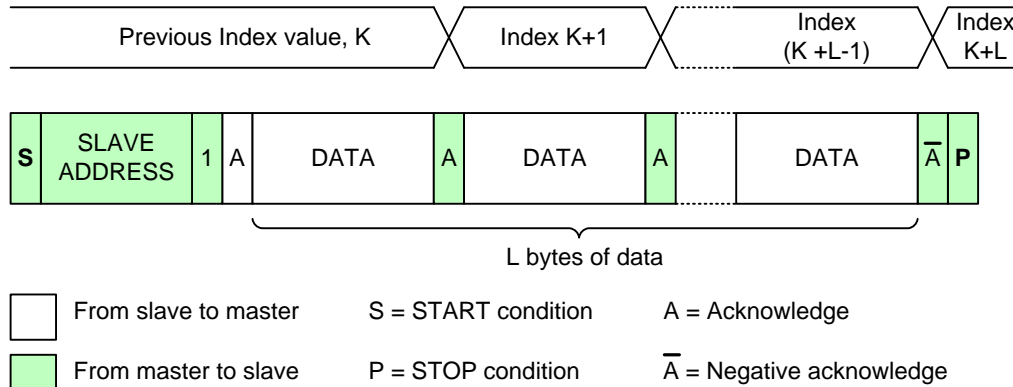 Previous Index value, K
Index K+1
Index
(K +L-1)
Index
K+L
S
SLAVE
ADDRESS
1
A
DATA
A
DATA
A
DATA
A̅
P
L bytes of data
From slave to master
S = START condition
A = Acknowledge
From master to slave
P = STOP condition
A̅ = Negative acknowledge